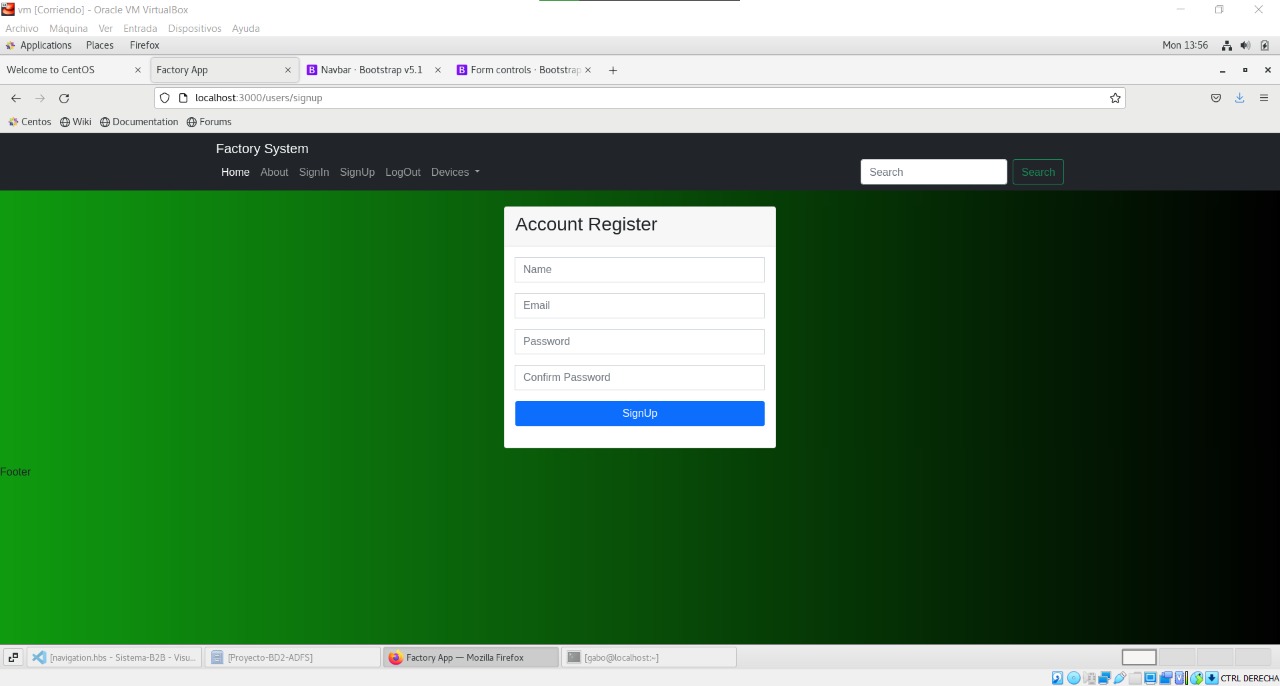 vm [Corriendo] - Oracle VM VirtualBox
Archivo Máquina Ver Entrada Dispositivos Ayuda
Applications Places Firefox Mon 13:56
Welcome to CentOS Factory App Navbar · Bootstrap v5.1 Form controls · Bootstrap
localhost:3000/users/signup
Centos Wiki Documentation Forums
Factory System
Home About SignIn SignUp LogOut Devices Search Search
Account Register
Name
Email
Password
Confirm Password
SignUp
Footer
[navigation.hbs - Sistema-B2B - Visu... [Proyecto-BD2-ADFS] Factory App — Mozilla Firefox [gabo@localhost:~]
CTRL DERECHA